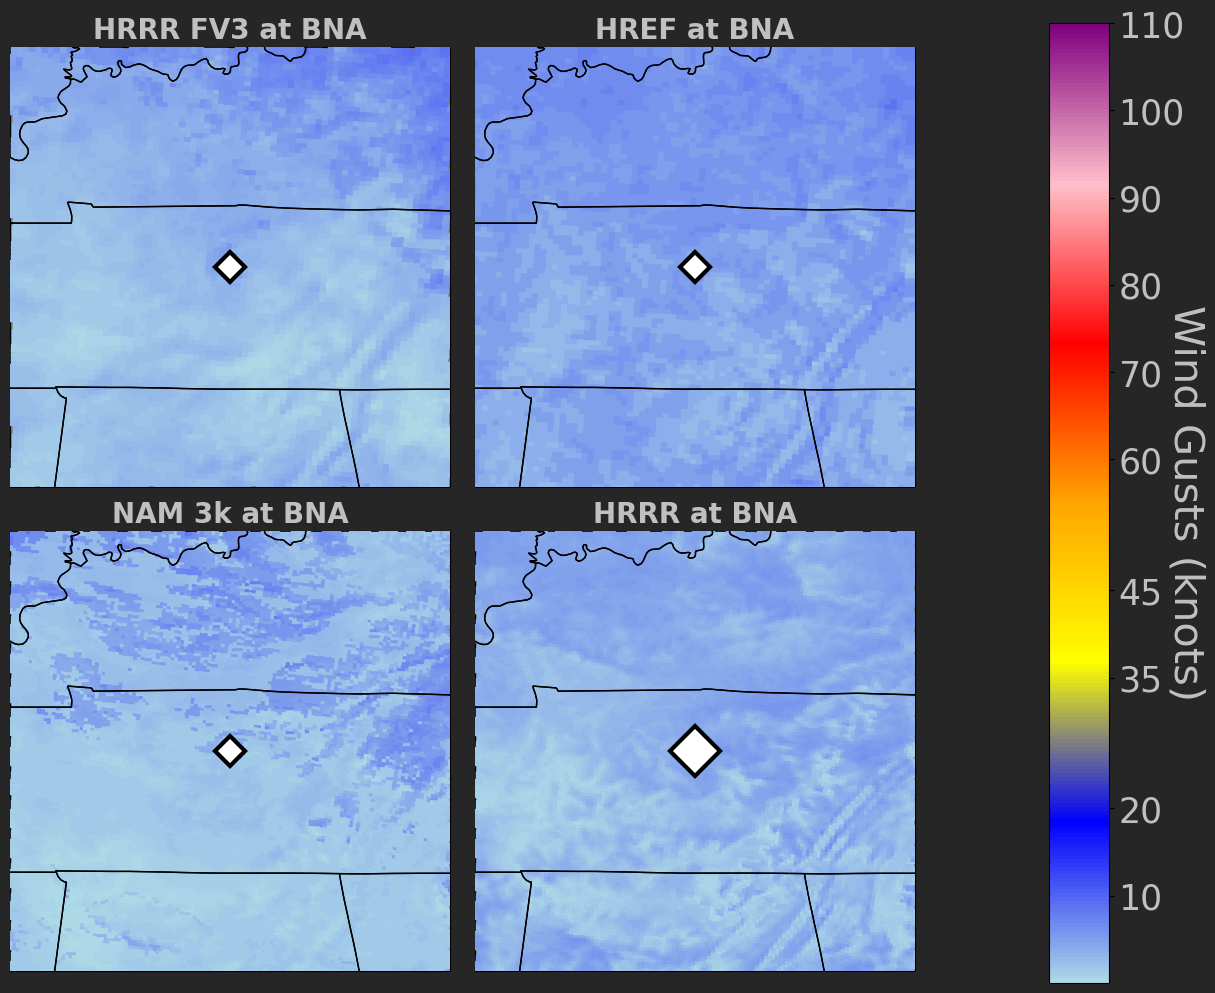 HRRR FV3 at BNA
HREF at BNA
NAM 3k at BNA
HRRR at BNA
110
100
90
80
70
60
45
35
20
10
Wind Gusts (knots)